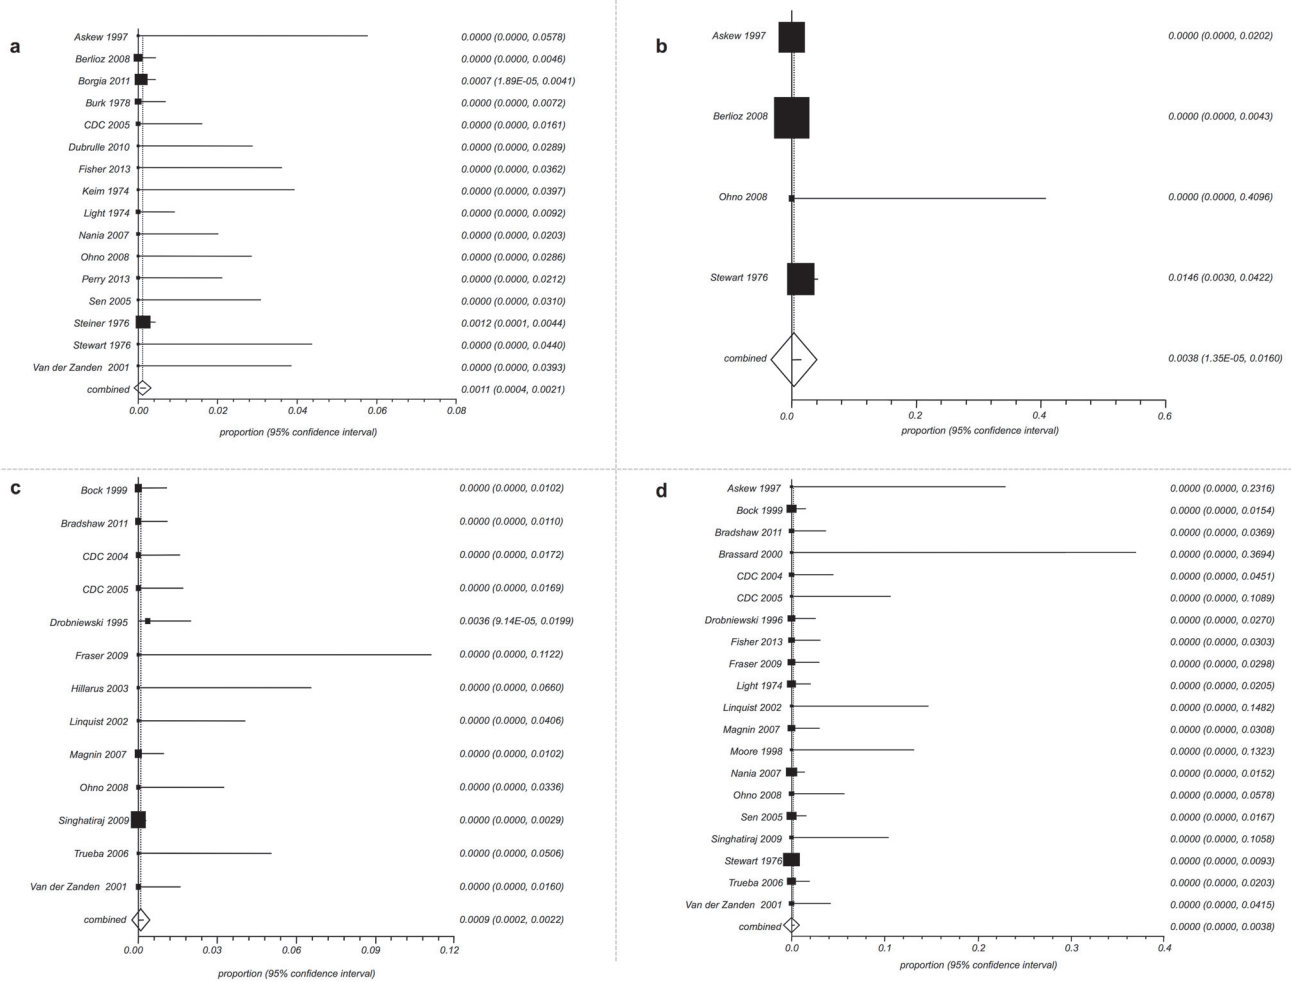 a
Askew 1997 0.0000 (0.0000, 0.0578)
Berlioz 2008 0.0000 (0.0000, 0.0046)
Borgia 2011 0.0007 (1.89E-05, 0.0041)
Burk 1978 0.0000 (0.0000, 0.0072)
CDC 2005 0.0000 (0.0000, 0.0161)
Dubrulle 2010 0.0000 (0.0000, 0.0289)
Fisher 2013 0.0000 (0.0000, 0.0362)
Keim 1974 0.0000 (0.0000, 0.0397)
Light 1974 0.0000 (0.0000, 0.0092)
Nania 2007 0.0000 (0.0000, 0.0203)
Ohno 2008 0.0000 (0.0000, 0.0286)
Perry 2013 0.0000 (0.0000, 0.0212)
Sen 2005 0.0000 (0.0000, 0.0310)
Steiner 1976 0.0012 (0.0001, 0.0044)
Stewart 1976 0.0000 (0.0000, 0.0440)
Van der Zanden 2001 0.0000 (0.0000, 0.0393)
combined 0.0011 (0.0004, 0.0021)
0.00 0.02 0.04 0.06 0.08
proportion (95% confidence interval)
b
Askew 1997 0.0000 (0.0000, 0.0202)
Berlioz 2008 0.0000 (0.0000, 0.0043)
Ohno 2008 0.0000 (0.0000, 0.4096)
Stewart 1976 0.0146 (0.0030, 0.0422)
combined 0.0038 (1.35E-05, 0.0160)
0.0 0.2 0.4 0.6
proportion (95% confidence interval)
c
Bock 1999 0.0000 (0.0000, 0.0102)
Bradshaw 2011 0.0000 (0.0000, 0.0110)
CDC 2004 0.0000 (0.0000, 0.0172)
CDC 2005 0.0000 (0.0000, 0.0169)
Drobniewski 1995 0.0036 (9.14E-05, 0.0199)
Fraser 2009 0.0000 (0.0000, 0.1122)
Hillarus 2003 0.0000 (0.0000, 0.0660)
Linquist 2002 0.0000 (0.0000, 0.0406)
Magnin 2007 0.0000 (0.0000, 0.0102)
Ohno 2008 0.0000 (0.0000, 0.0336)
Singhatiraj 2009 0.0000 (0.0000, 0.0029)
Trueba 2006 0.0000 (0.0000, 0.0506)
Van der Zanden 2001 0.0000 (0.0000, 0.0160)
combined 0.0009 (0.0002, 0.0022)
0.00 0.03 0.06 0.09 0.12
proportion (95% confidence interval)
d
Askew 1997 0.0000 (0.0000, 0.2316)
Bock 1999 0.0000 (0.0000, 0.0154)
Bradshaw 2011 0.0000 (0.0000, 0.0369)
Brassard 2000 0.0000 (0.0000, 0.3694)
CDC 2004 0.0000 (0.0000, 0.0451)
CDC 2005 0.0000 (0.0000, 0.1089)
Drobniewski 1996 0.0000 (0.0000, 0.0270)
Fisher 2013 0.0000 (0.0000, 0.0303)
Fraser 2009 0.0000 (0.0000, 0.0298)
Light 1974 0.0000 (0.0000, 0.0205)
Linquist 2002 0.0000 (0.0000, 0.1482)
Magnin 2007 0.0000 (0.0000, 0.0308)
Moore 1998 0.0000 (0.0000, 0.1323)
Nania 2007 0.0000 (0.0000, 0.0152)
Ohno 2008 0.0000 (0.0000, 0.0578)
Sen 2005 0.0000 (0.0000, 0.0167)
Singhatiraj 2009 0.0000 (0.0000, 0.1058)
Stewart 1976 0.0000 (0.0000, 0.0093)
Trueba 2006 0.0000 (0.0000, 0.0203)
Van der Zanden 2001 0.0000 (0.0000, 0.0415)
combined 0.0000 (0.0000, 0.0038)
0.0 0.1 0.2 0.3 0.4
proportion (95% confidence interval)